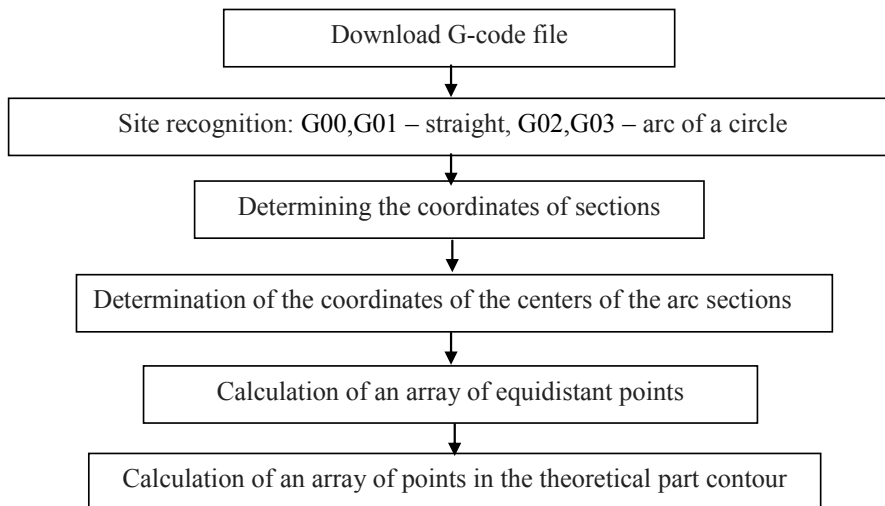 Download G-code file
Site recognition: G00,G01 – straight, G02,G03 – arc of a circle
Determining the coordinates of sections
Determination of the coordinates of the centers of the arc sections
Calculation of an array of equidistant points
Calculation of an array of points in the theoretical part contour